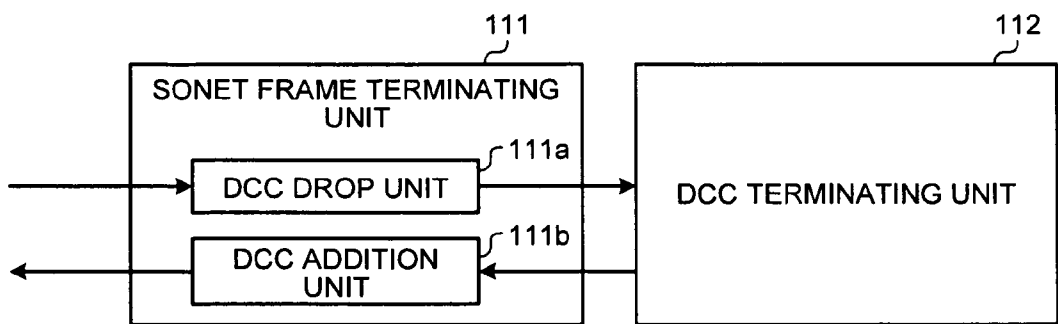 111
112
SONET FRAME TERMINATING
UNIT
111a
DCC DROP UNIT
DCC TERMINATING UNIT
111b
DCC ADDITION
UNIT